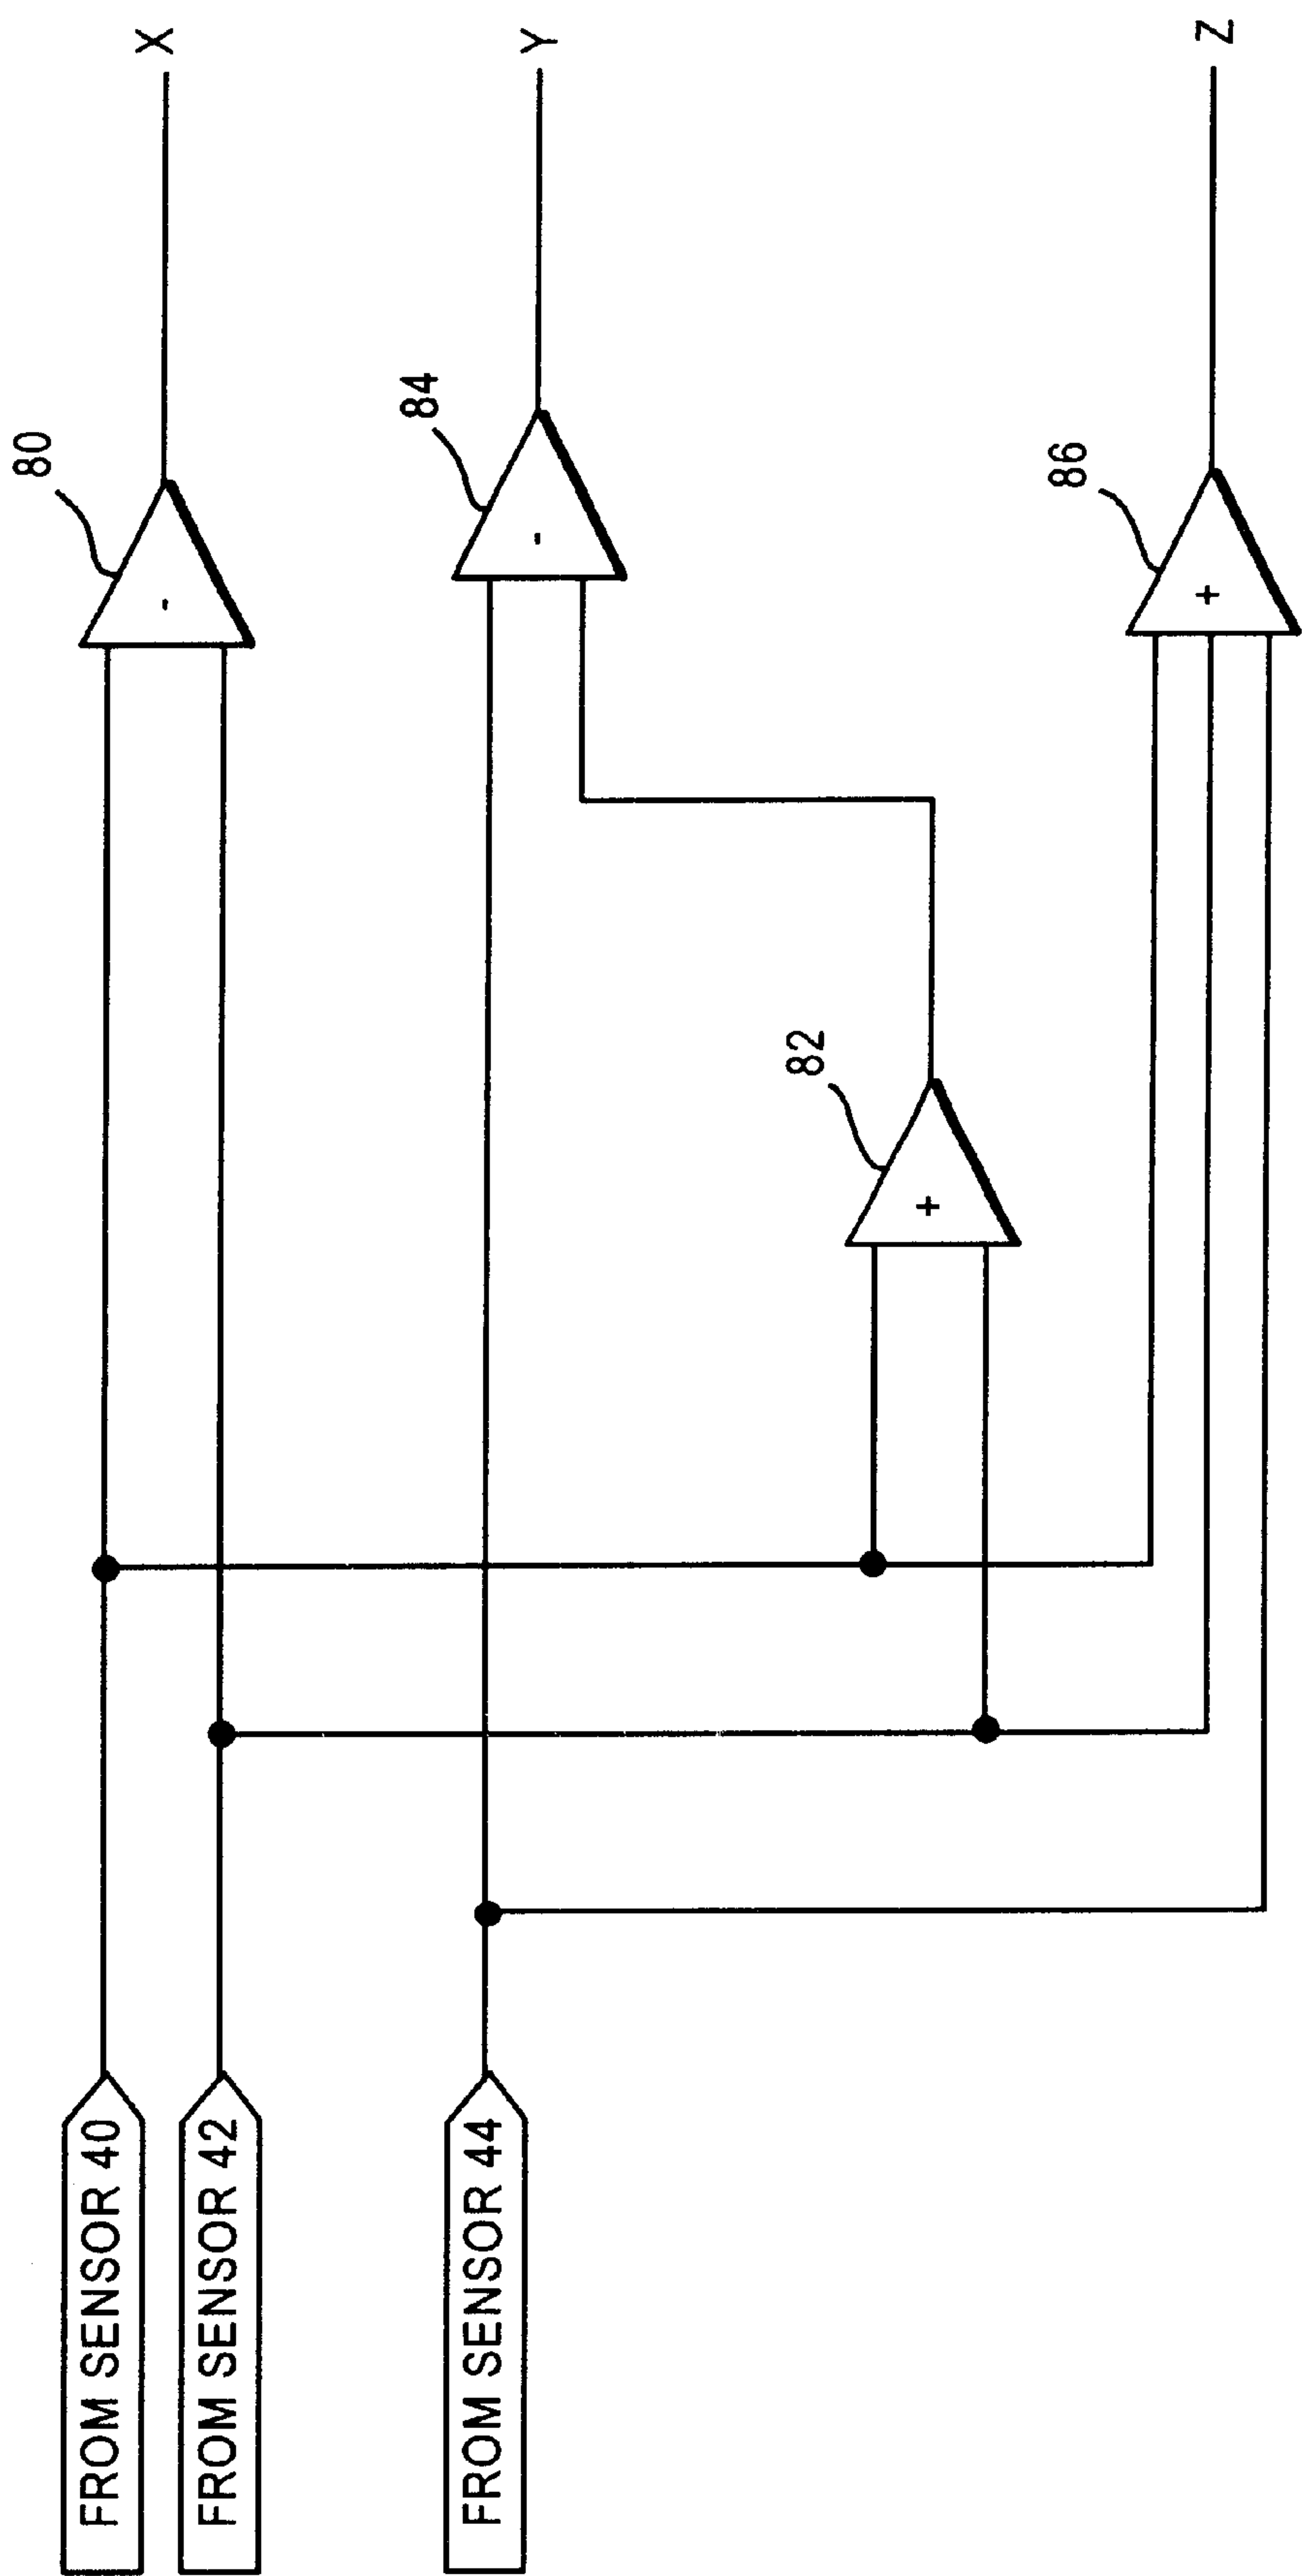 FROM SENSOR 40
FROM SENSOR 42
FROM SENSOR 44
80
-
X
84
-
Y
82
+
86
+
Z